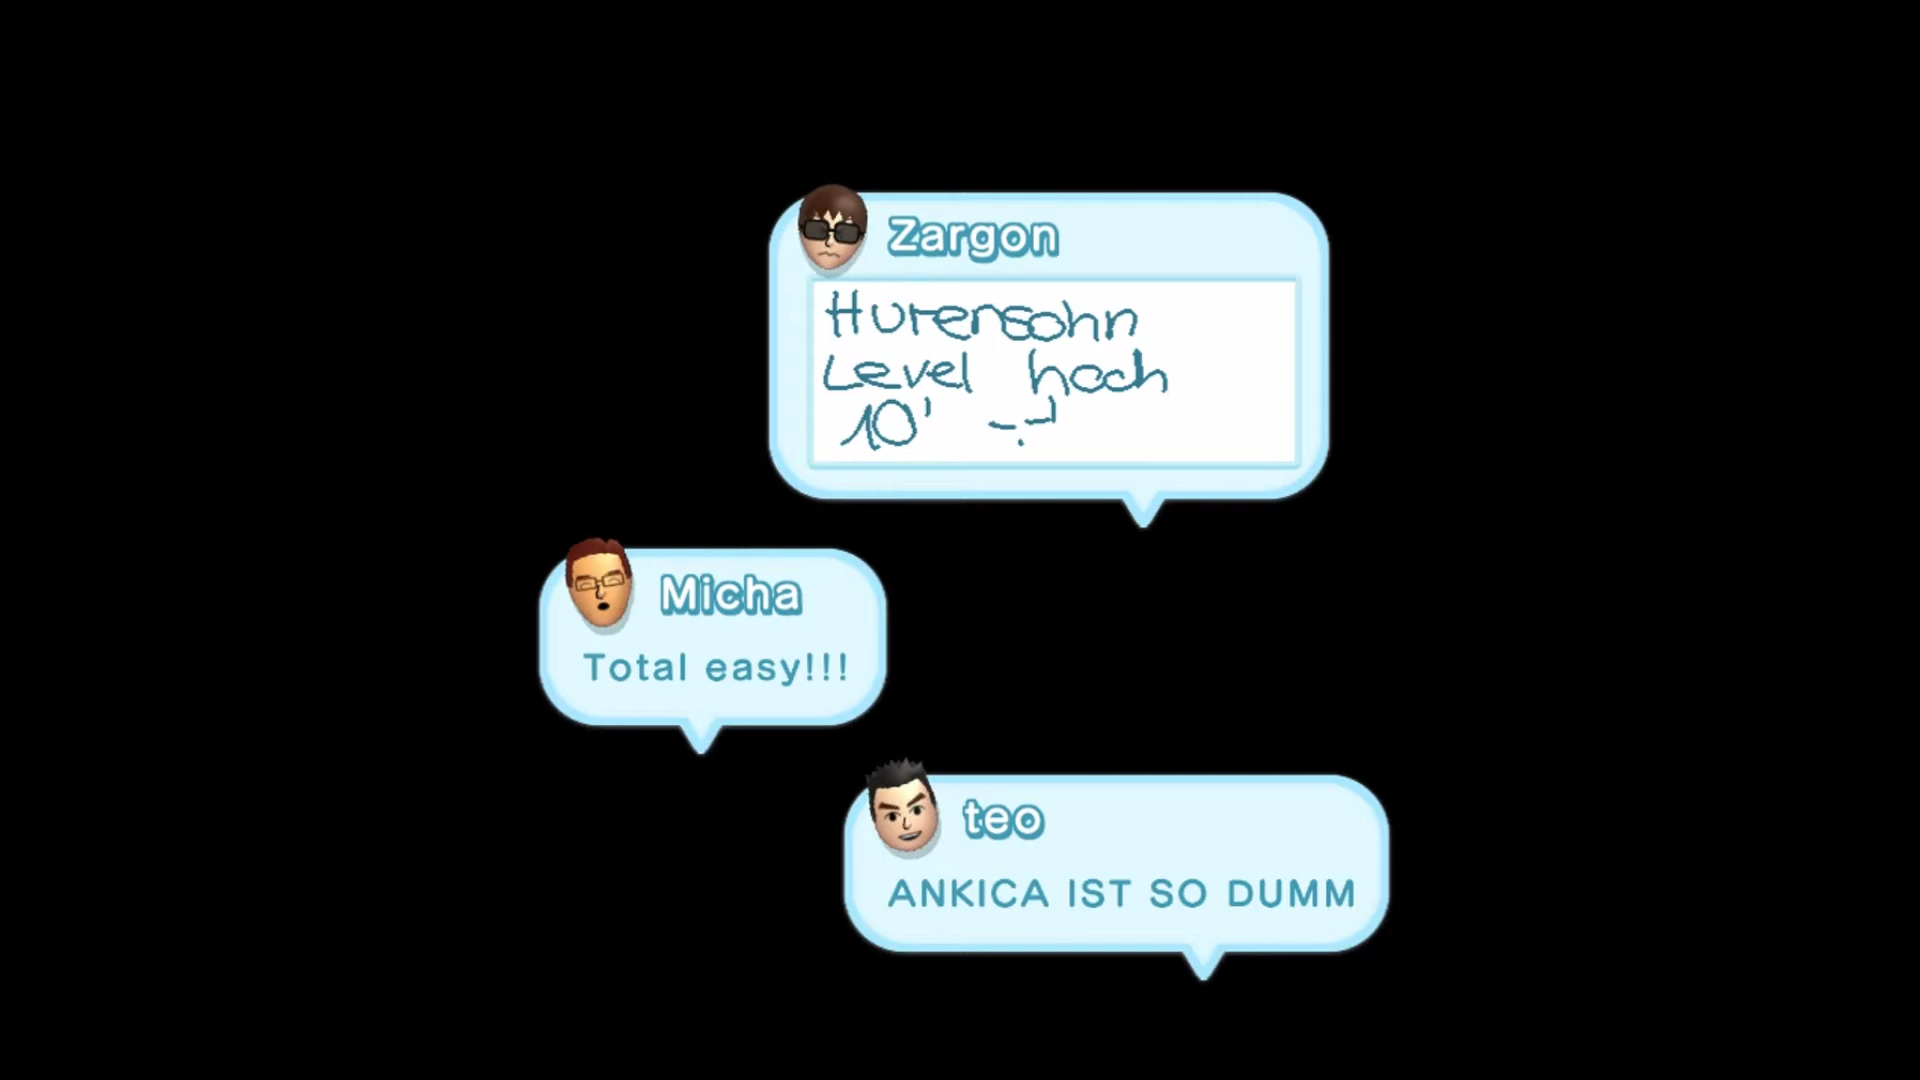 Zargon
Hurensohn
Level hoch
10' -.-'
Micha
Total easy!!!
teo
ANKICA IST SO DUMM